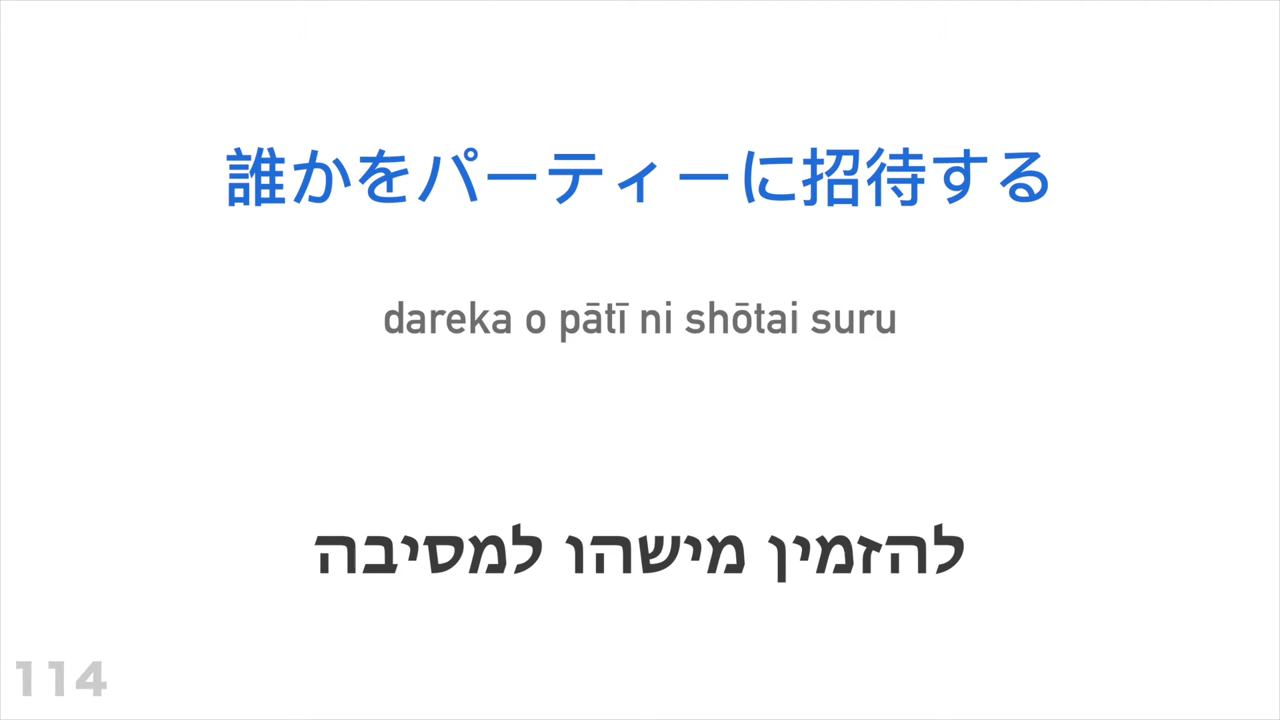 誰かをパーティーに招待する
dareka o pātī ni shōtai suru
להזמין מישהו למסיבה
114